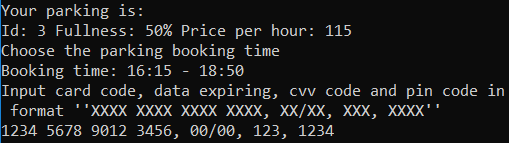 Your parking is:
Id: 3 Fullness: 50% Price per hour: 115
Choose the parking booking time
Booking time: 16:15 - 18:50
Input card code, data expiring, cvv code and pin code in
 format ''XXXX XXXX XXXX XXXX, XX/XX, XXX, XXXX''
1234 5678 9012 3456, 00/00, 123, 1234